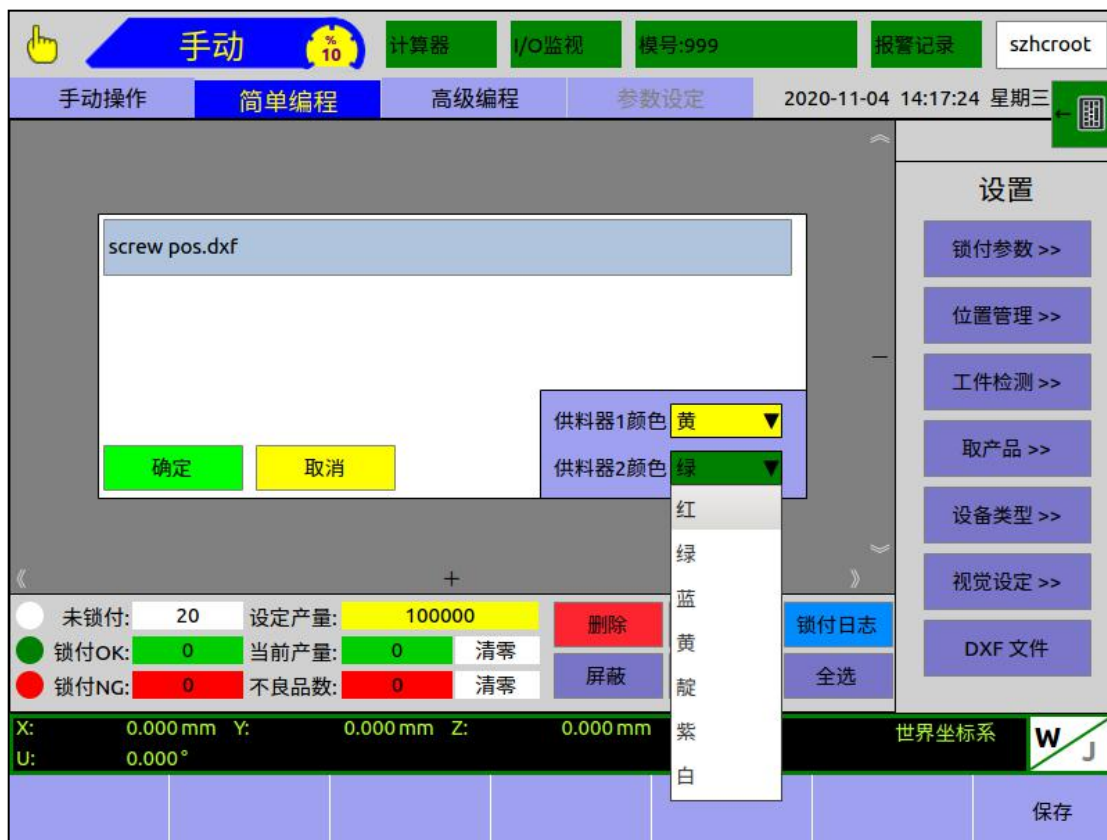 手动 % 10 计算器 I/O监视 模号:999 报警记录 szhcroot
手动操作 简单编程 高级编程 参数设定 2020-11-04 14:17:24 星期三 ←
设置
screw pos.dxf
锁付参数 >>
位置管理 >>
工件检测 >>
取产品 >>
设备类型 >>
视觉设定 >>
DXF 文件
供料器1颜色 黄 ▼
供料器2颜色 绿 ▼
确定 取消
红
绿
蓝
黄
靛
紫
白
未锁付: 20 设定产量: 100000 删除 锁付日志
锁付OK: 0 当前产量: 0 清零
锁付NG: 0 不良品数: 0 清零 屏蔽 全选
X: 0.000 mm Y: 0.000 mm Z: 0.000 mm 世界坐标系 W J
U: 0.000 °
保存